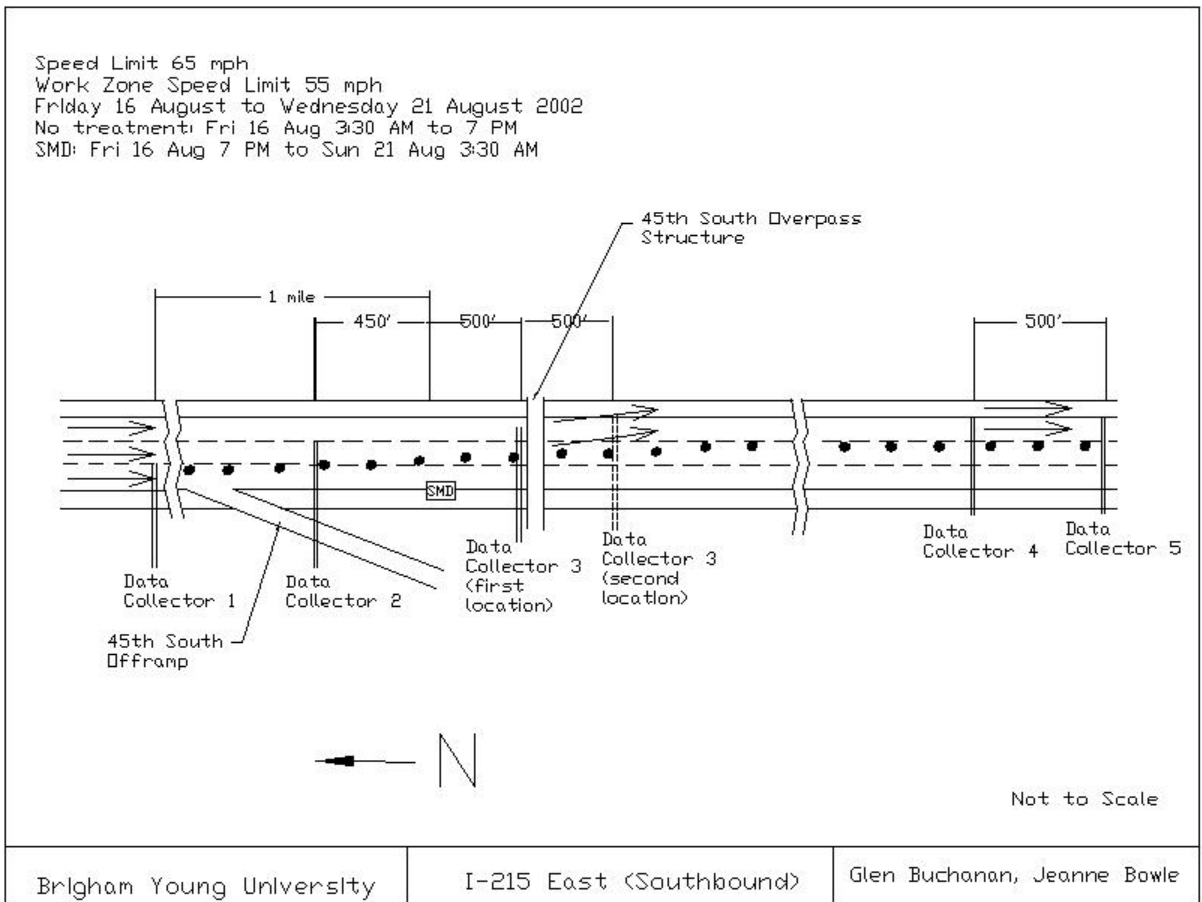 Speed Limit 65 mph
Work Zone Speed Limit 55 mph
Friday 16 August to Wednesday 21 August 2002
No treatment: Fri 16 Aug 3:30 AM to 7 PM
SMD: Fri 16 Aug 7 PM to Sun 21 Aug 3:30 AM
45th South Overpass
Structure
1 mile
450'
500'
500'
500'
SMD
Data
Collector 1
Data
Collector 2
Data
Collector 3
(first
location)
Data
Collector 3
(second
location)
Data
Collector 4
Data
Collector 5
45th South
Offramp
N
Not to Scale
Brigham Young University
I-215 East (Southbound)
Glen Buchanan, Jeanne Bowle